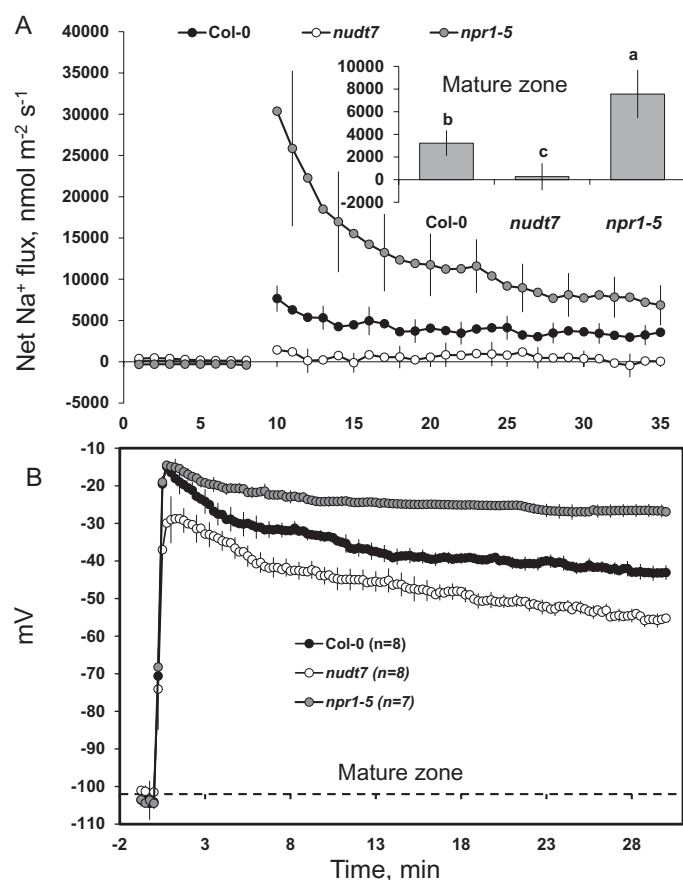 A
Col-0 nudt7 npr1-5
Net Na⁺ flux, nmol m⁻² s⁻¹
40000
35000
30000
25000
20000
15000
10000
5000
0
-5000
0 5 10 15 20 25 30 35
Mature zone
10000
8000
6000
4000
2000
0
-2000
b
c
a
Col-0 nudt7 npr1-5
B
mV
-10
-20
-30
-40
-50
-60
-70
-80
-90
-100
-110
Col-0 (n=8)
nudt7 (n=8)
npr1-5 (n=7)
Mature zone
-2 3 8 13 18 23 28
Time, min